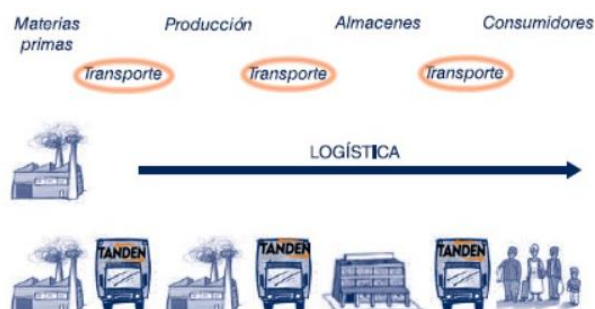 Materias
primas
Producción
Almacenes
Consumidores
Transporte
Transporte
Transporte
LOGÍSTICA
TANDEN
TANDEN
TANDEN